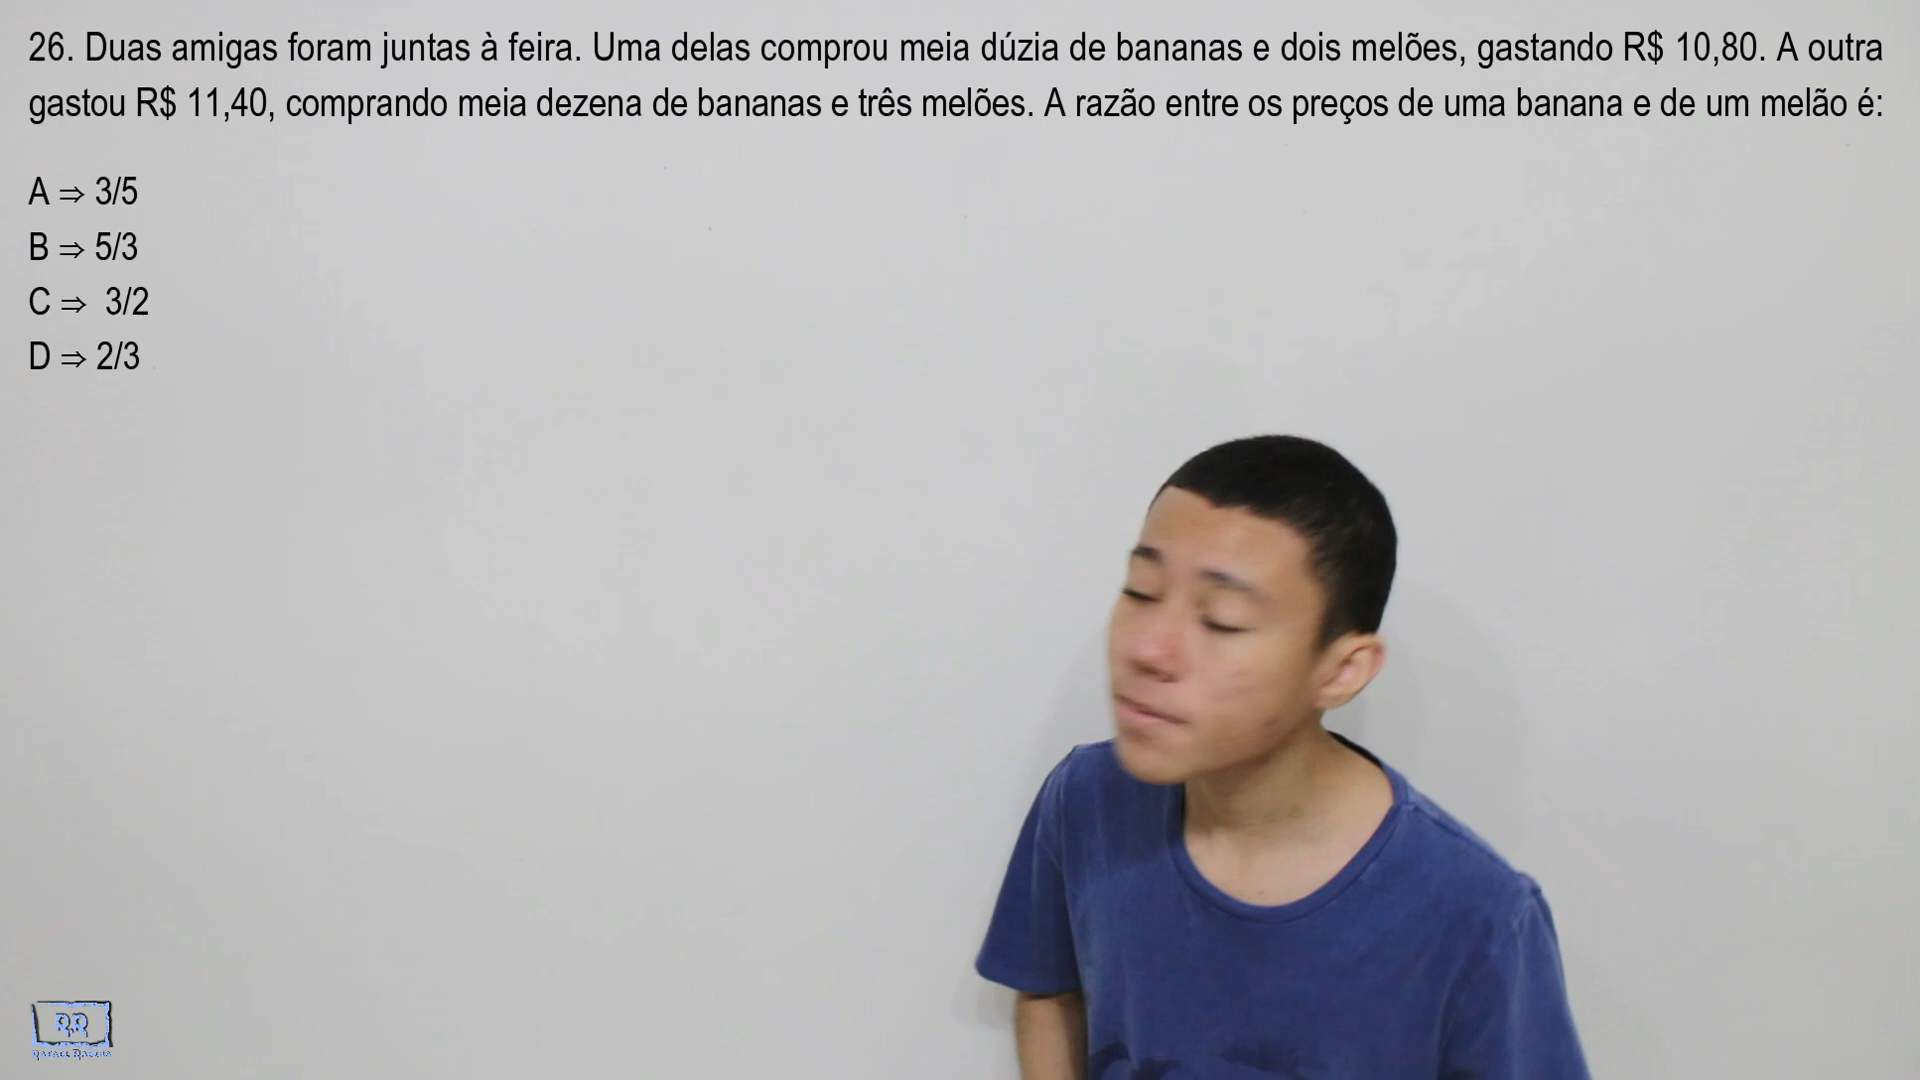 26. Duas amigas foram juntas à feira. Uma delas comprou meia dúzia de bananas e dois melões, gastando R$ 10,80. A outra
gastou R$ 11,40, comprando meia dezena de bananas e três melões. A razão entre os preços de uma banana e de um melão é:
A ⇒ 3/5
B ⇒ 5/3
C ⇒ 3/2
D ⇒ 2/3
RR